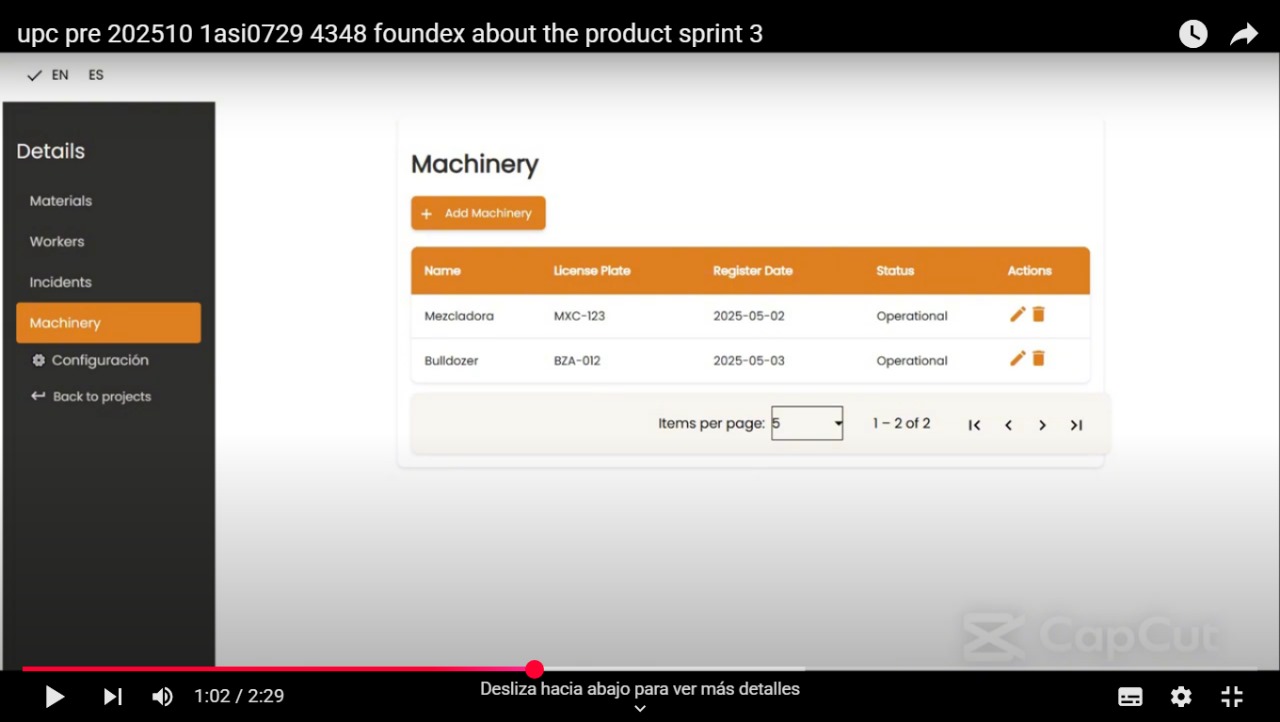 upc pre 202510 1asi0729 4348 foundex about the product sprint 3
EN ES
Details
Materials
Workers
Incidents
Machinery
Configuración
Back to projects
Machinery
+ Add Machinery
Name License Plate Register Date Status Actions
Mezcladora MXC-123 2025-05-02 Operational
Bulldozer BZA-012 2025-05-03 Operational
Items per page: 5 1 – 2 of 2
CapCut
1:02 / 2:29
Desliza hacia abajo para ver más detalles